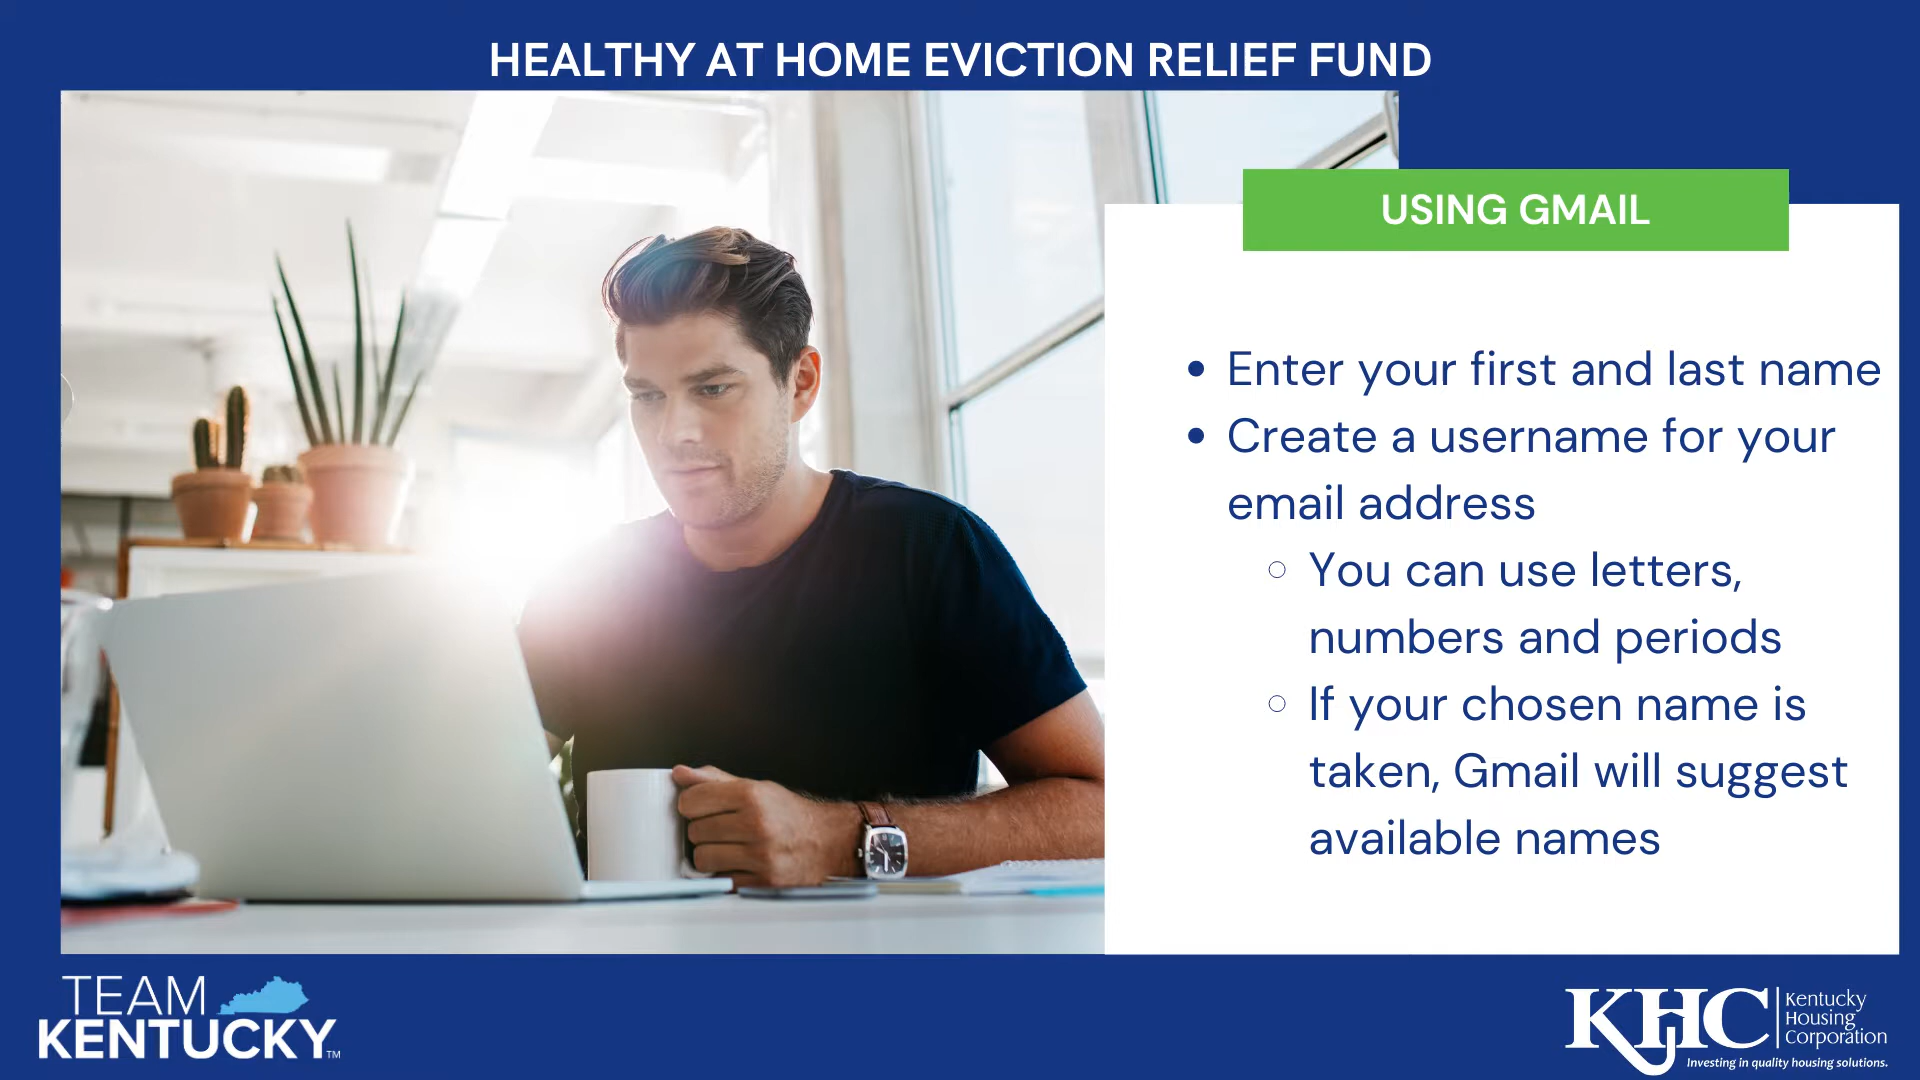 HEALTHY AT HOME EVICTION RELIEF FUND
USING GMAIL
• Enter your first and last name
• Create a username for your
email address
○ You can use letters,
numbers and periods
○ If your chosen name is
taken, Gmail will suggest
available names
TEAM
KENTUCKY™
KHC
Kentucky
Housing
Corporation
Investing in quality housing solutions.